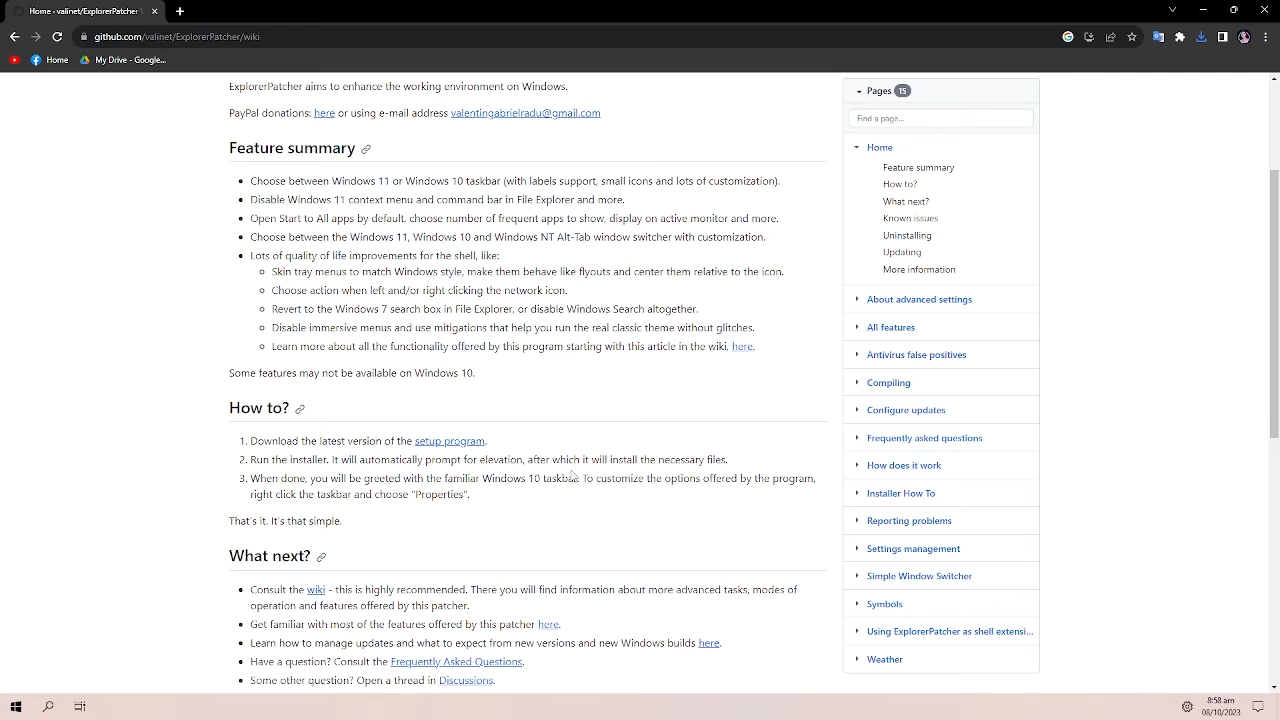 Home - valinet/ExplorerPatcher
github.com/valinet/ExplorerPatcher/wiki
Home
My Drive - Google...
ExplorerPatcher aims to enhance the working environment on Windows.
PayPal donations: here or using e-mail address valentingabrielradu@gmail.com
Feature summary
Choose between Windows 11 or Windows 10 taskbar (with labels support, small icons and lots of customization).
Disable Windows 11 context menu and command bar in File Explorer and more.
Open Start to All apps by default, choose number of frequent apps to show, display on active monitor and more.
Choose between the Windows 11, Windows 10 and Windows NT Alt-Tab window switcher with customization.
Lots of quality of life improvements for the shell, like:
Skin tray menus to match Windows style, make them behave like flyouts and center them relative to the icon.
Choose action when left and/or right clicking the network icon.
Revert to the Windows 7 search box in File Explorer, or disable Windows Search altogether.
Disable immersive menus and use mitigations that help you run the real classic theme without glitches.
Learn more about all the functionality offered by this program starting with this article in the wiki, here.
Some features may not be available on Windows 10.
How to?
1. Download the latest version of the setup program.
2. Run the installer. It will automatically prompt for elevation, after which it will install the necessary files.
3. When done, you will be greeted with the familiar Windows 10 taskbar. To customize the options offered by the program,
right click the taskbar and choose "Properties".
That's it. It's that simple.
What next?
Consult the wiki - this is highly recommended. There you will find information about more advanced tasks, modes of
operation and features offered by this patcher.
Get familiar with most of the features offered by this patcher here.
Learn how to manage updates and what to expect from new versions and new Windows builds here.
Have a question? Consult the Frequently Asked Questions.
Some other question? Open a thread in Discussions.
Pages 15
Find a page...
Home
Feature summary
How to?
What next?
Known issues
Uninstalling
Updating
More information
About advanced settings
All features
Antivirus false positives
Compiling
Configure updates
Frequently asked questions
How does it work
Installer How To
Reporting problems
Settings management
Simple Window Switcher
Symbols
Using ExplorerPatcher as shell extensi...
Weather
8:58 am
08/10/2023